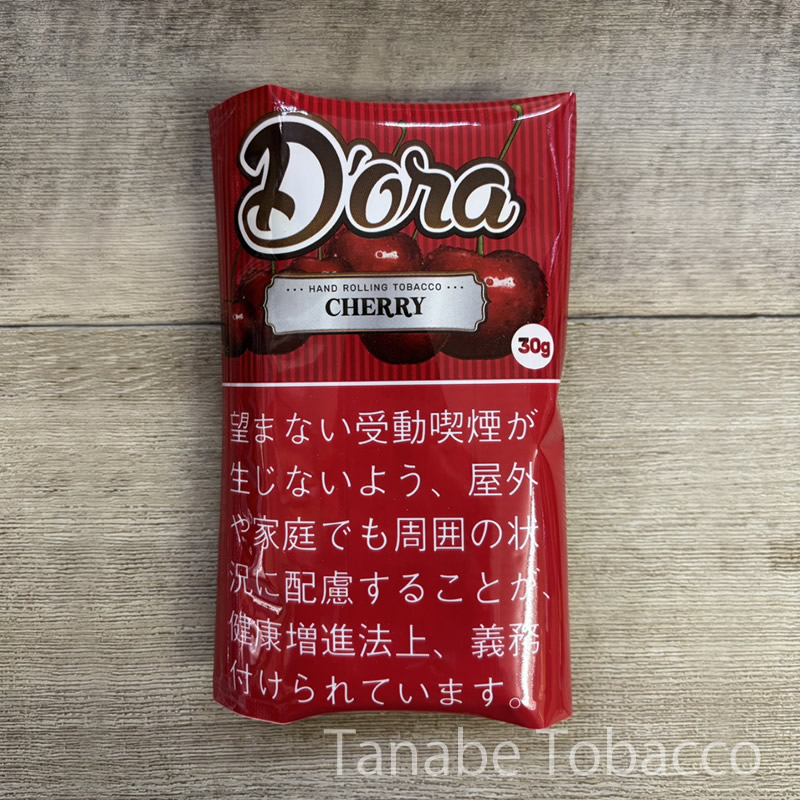 D'ora
••• HAND ROLLING TOBACCO •••
CHERRY
30g
望まない受動喫煙が
生じないよう、屋外
や家庭でも周囲の状
況に配慮することが、
健康増進法上、義務
付けられています。
Tanabe Tobacco